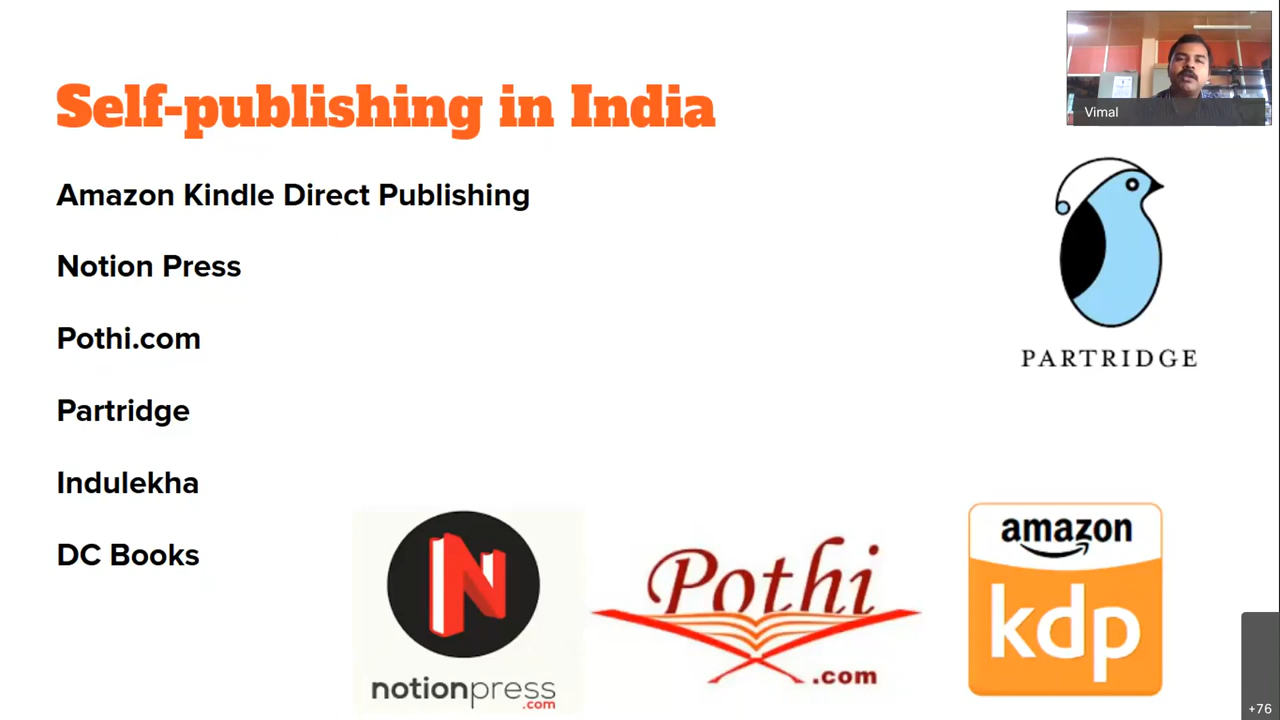 Self-publishing in India
Vimal
Amazon Kindle Direct Publishing
Notion Press
Pothi.com
Partridge
Indulekha
DC Books
PARTRIDGE
N
notionpress
.com
Pothi
.com
amazon
kdp
+76